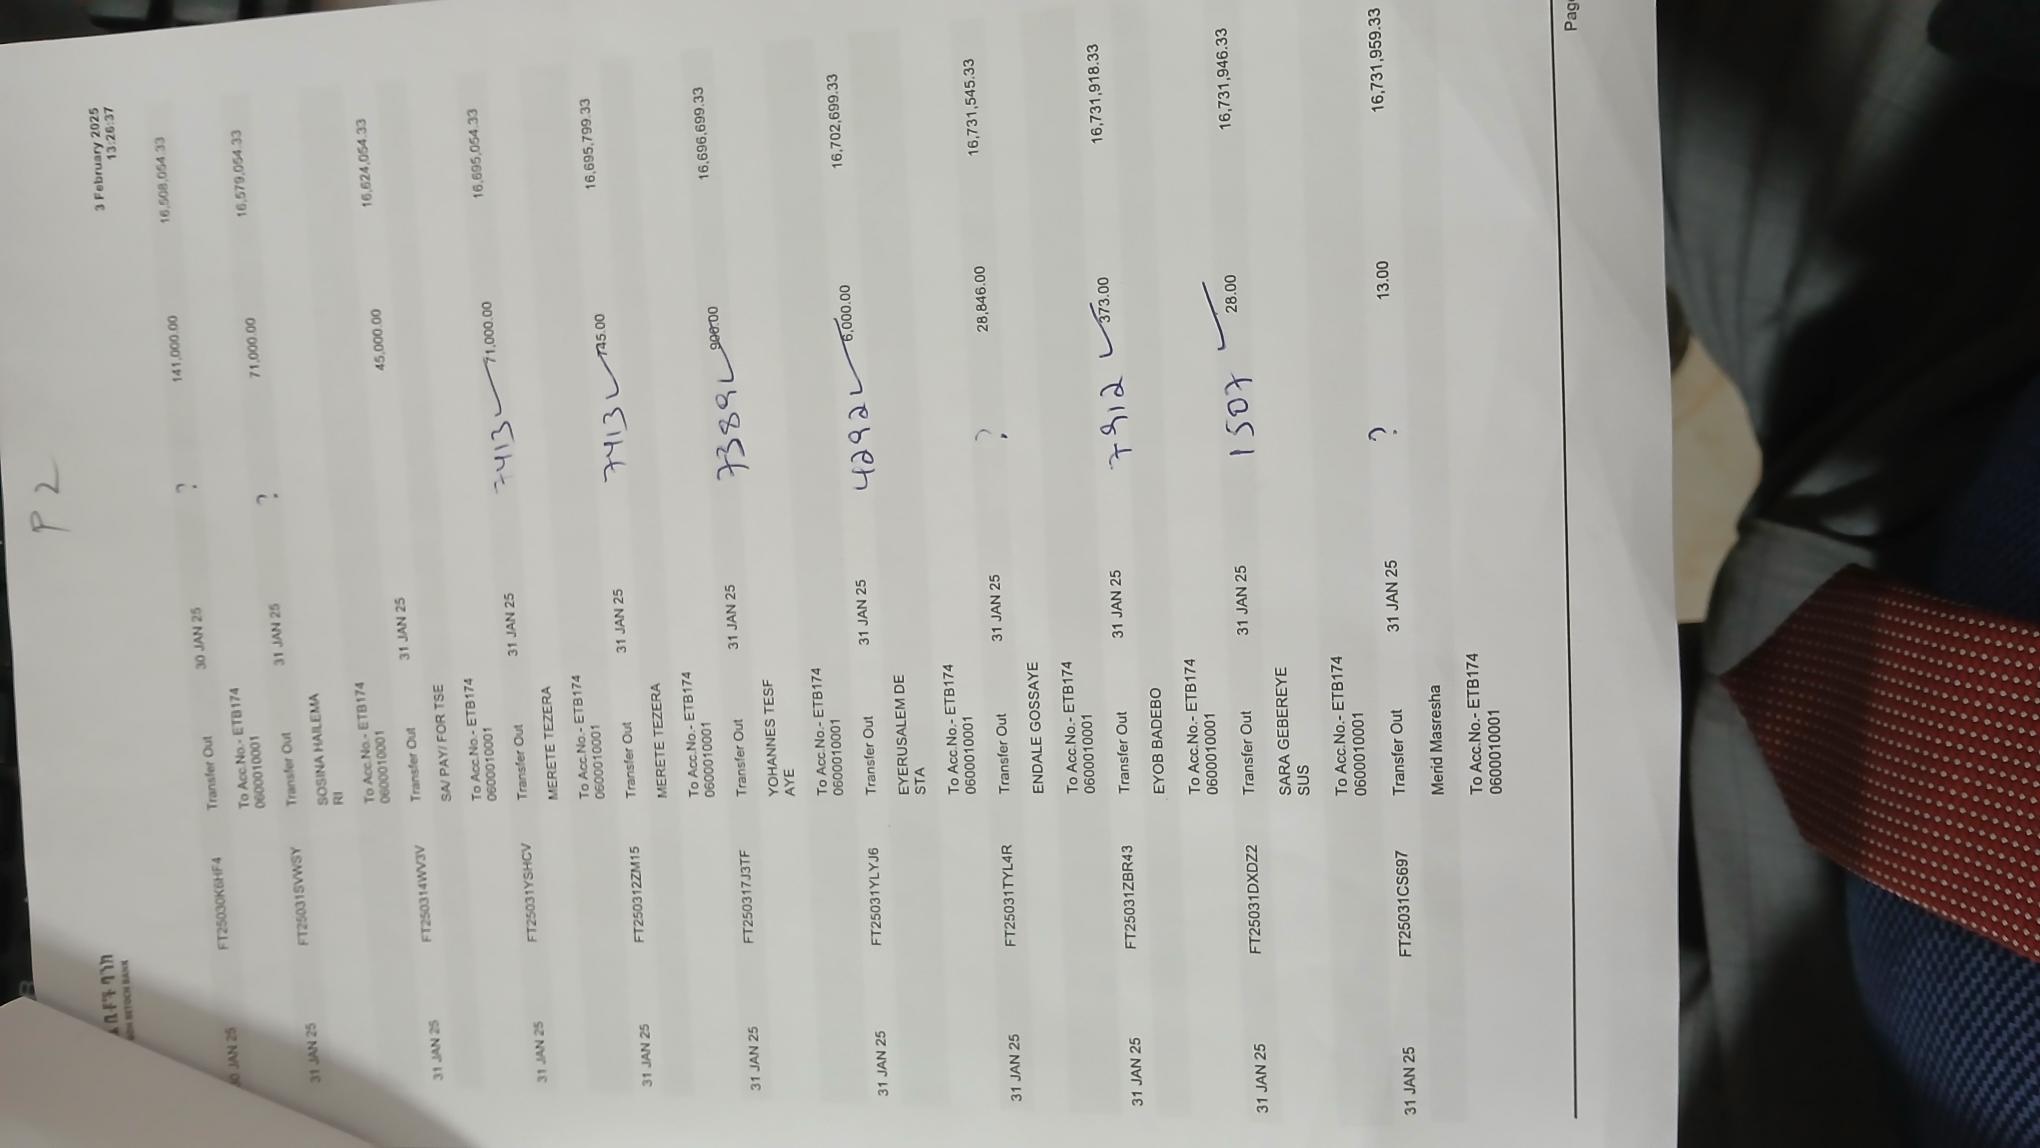 P 2
ቤቶች ባንክ
BETOCH BANK
3 February 2025
13:26:37
30 JAN 25 FT25030K6HF4 Transfer Out 30 JAN 25 ? 141,000.00 16,508,054.33
To Acc.No.- ETB174
0600010001
31 JAN 25 FT25031SVWSY Transfer Out 31 JAN 25 ? 71,000.00 16,579,054.33
SOSINA HAILEMA
RI
To Acc.No.- ETB174
0600010001
31 JAN 25 FT250314WV3V Transfer Out 31 JAN 25 45,000.00 16,624,054.33
SA/ PAY/ FOR TSE
To Acc.No.- ETB174
0600010001
31 JAN 25 FT25031YSHCV Transfer Out 31 JAN 25 7413 ✓ 71,000.00 16,695,054.33
MERETE TEZERA
To Acc.No.- ETB174
0600010001
31 JAN 25 FT250312ZM15 Transfer Out 31 JAN 25 7413 ✓ 745.00 16,695,799.33
MERETE TEZERA
To Acc.No.- ETB174
0600010001
31 JAN 25 FT250317J3TF Transfer Out 31 JAN 25 7389 ✓ 900.00 16,696,699.33
YOHANNES TESF
AYE
To Acc.No.- ETB174
0600010001
31 JAN 25 FT25031YLYJ6 Transfer Out 31 JAN 25 4292 ✓ 6,000.00 16,702,699.33
EYERUSALEM DE
STA
To Acc.No.- ETB174
0600010001
31 JAN 25 FT25031TYL4R Transfer Out 31 JAN 25 ? 28,846.00 16,731,545.33
ENDALE GOSSAYE
To Acc.No.- ETB174
0600010001
31 JAN 25 FT25031ZBR43 Transfer Out 31 JAN 25 7912 ✓ 373.00 16,731,918.33
EYOB BADEBO
To Acc.No.- ETB174
0600010001
31 JAN 25 FT25031DXDZ2 Transfer Out 31 JAN 25 1507 ✓ 28.00 16,731,946.33
SARA GEBEREYE
SUS
To Acc.No.- ETB174
0600010001
31 JAN 25 FT25031CS697 Transfer Out 31 JAN 25 ? 13.00 16,731,959.33
Merid Masresha
To Acc.No.- ETB174
0600010001